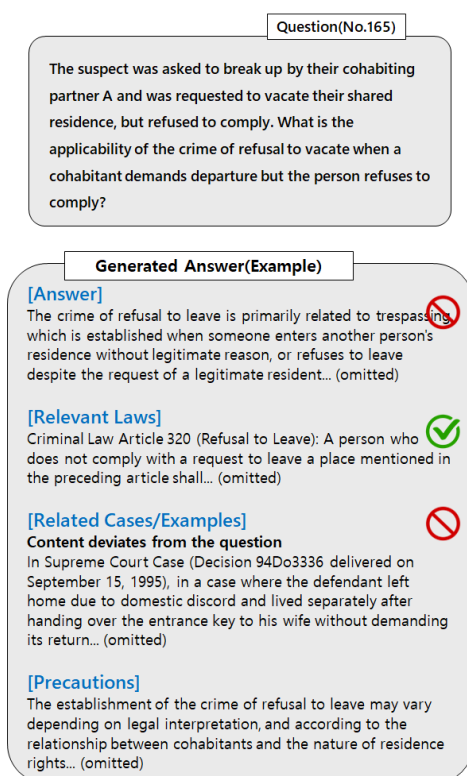 Question(No.165)
The suspect was asked to break up by their cohabiting
partner A and was requested to vacate their shared
residence, but refused to comply. What is the
applicability of the crime of refusal to vacate when a
cohabitant demands departure but the person refuses to
comply?
Generated Answer(Example)
[Answer]
The crime of refusal to leave is primarily related to trespassing,
which is established when someone enters another person's
residence without legitimate reason, or refuses to leave
despite the request of a legitimate resident... (omitted)
[Relevant Laws]
Criminal Law Article 320 (Refusal to Leave): A person who
does not comply with a request to leave a place mentioned in
the preceding article shall... (omitted)
[Related Cases/Examples]
Content deviates from the question
In Supreme Court Case (Decision 94Do3336 delivered on
September 15, 1995), in a case where the defendant left
home due to domestic discord and lived separately after
handing over the entrance key to his wife without demanding
its return... (omitted)
[Precautions]
The establishment of the crime of refusal to leave may vary
depending on legal interpretation, and according to the
relationship between cohabitants and the nature of residence
rights... (omitted)